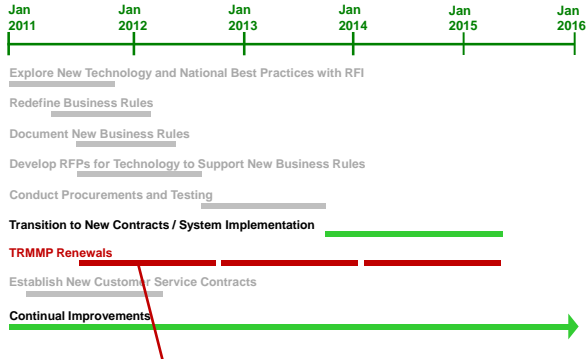 Jan Jan Jan Jan Jan Jan
2011 2012 2013 2014 2015 2016
Explore New Technology and National Best Practices with RFI
Redefine Business Rules
Document New Business Rules
Develop RFPs for Technology to Support New Business Rules
Conduct Procurements and Testing
Transition to New Contracts / System Implementation
TRMMP Renewals
Establish New Customer Service Contracts
Continual Improvements